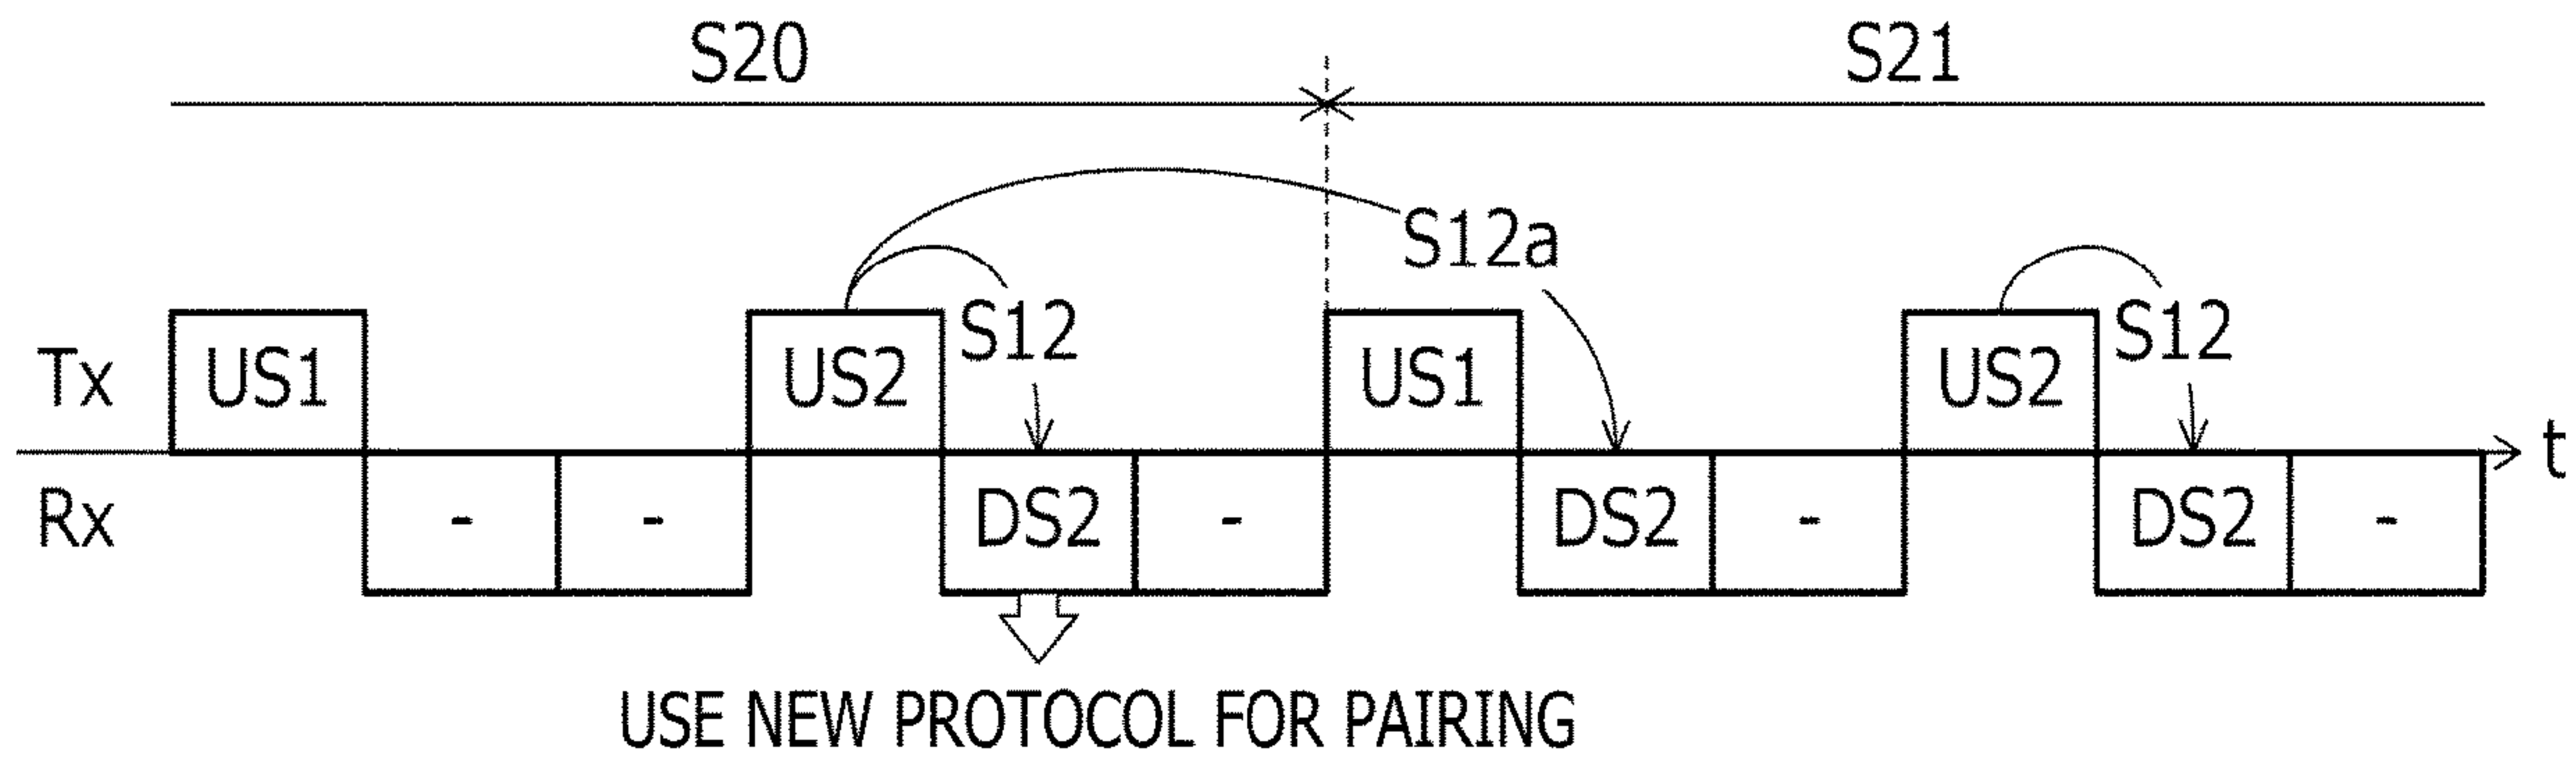 S20 S21
S12a
S12 S12
Tx US1 US2 US1 US2
t
Rx - - DS2 - DS2 - DS2 -
USE NEW PROTOCOL FOR PAIRING